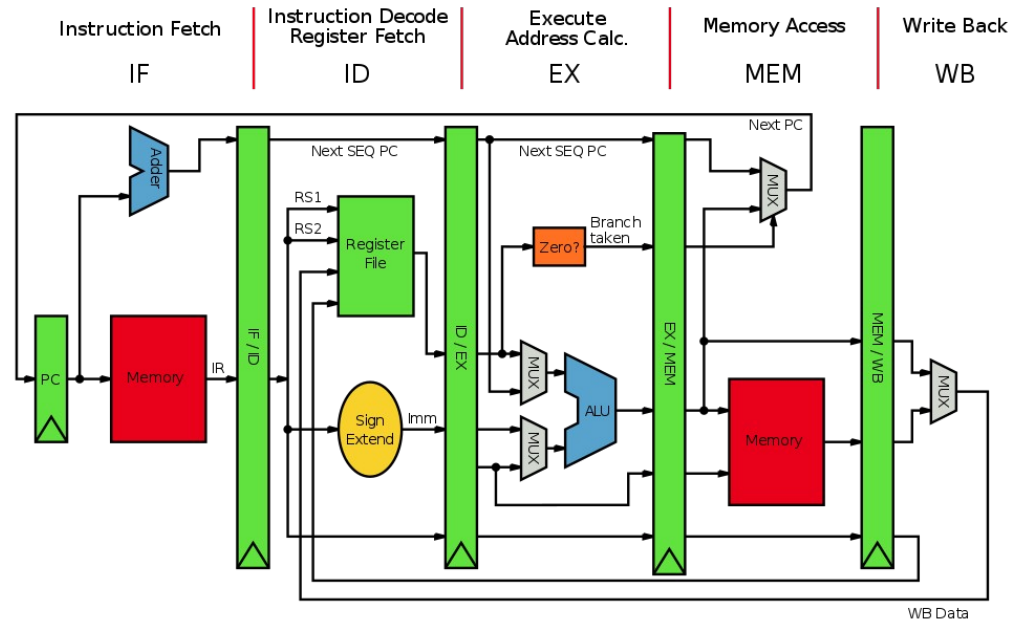 Instruction Fetch
Instruction Decode
Register Fetch
Execute
Address Calc.
Memory Access
Write Back
IF
ID
EX
MEM
WB
Next PC
Adder
Next SEQ PC
Next SEQ PC
MUX
RS1
RS2
Register
File
Branch
taken
Zero?
IF / ID
ID / EX
EX / MEM
MEM / WB
PC
Memory
IR
MUX
ALU
MUX
Sign
Extend
Imm
MUX
Memory
WB Data